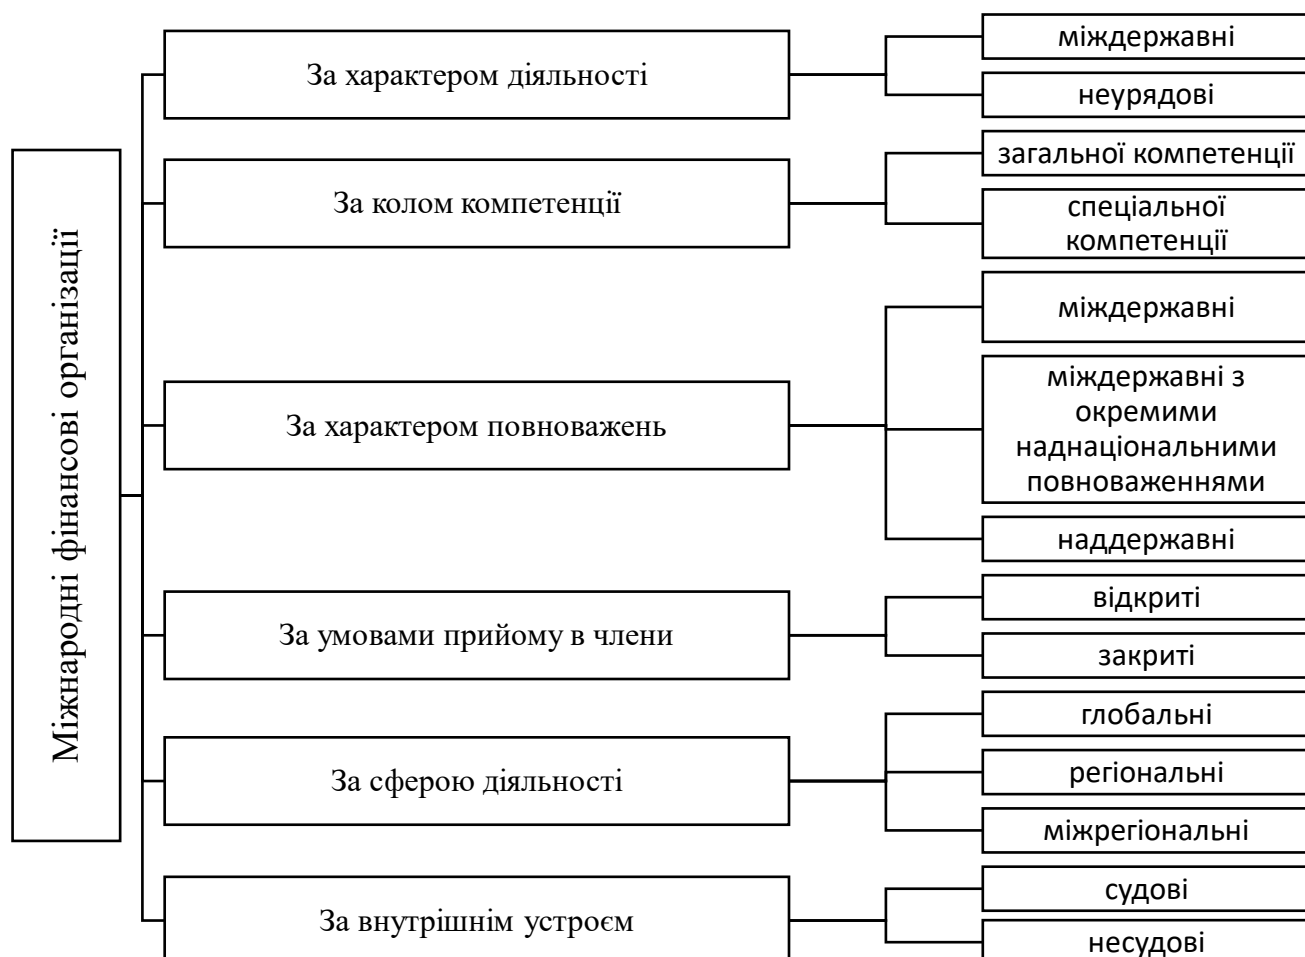 Міжнародні фінансові організації
За характером діяльності
міждержавні
неурядові
За колом компетенції
загальної компетенції
спеціальної
компетенції
За характером повноважень
міждержавні
міждержавні з
окремими
наднаціональними
повноваженнями
наддержавні
За умовами прийому в члени
відкриті
закриті
За сферою діяльності
глобальні
регіональні
міжрегіональні
За внутрішнім устроєм
судові
несудові